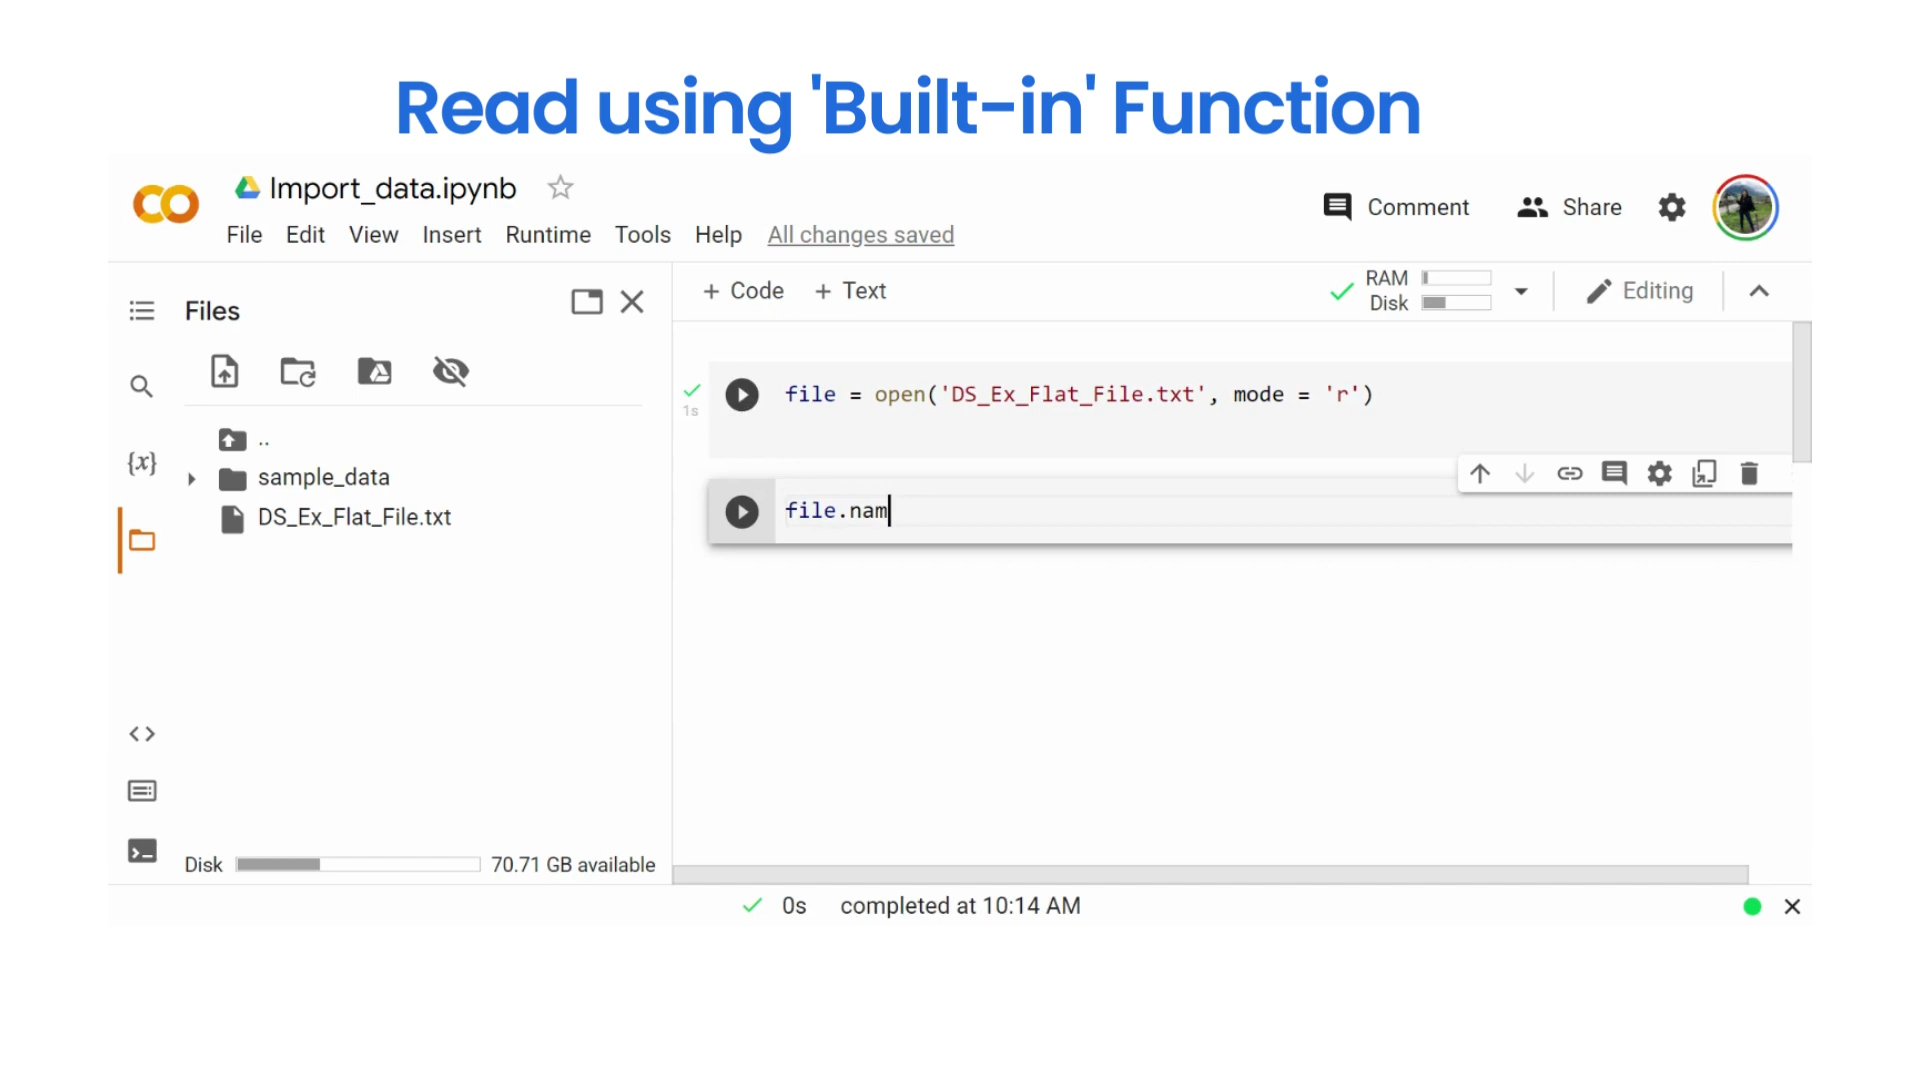 Read using 'Built-in' Function
Import_data.ipynb
Comment
Share
File Edit View Insert Runtime Tools Help All changes saved
Files
+ Code + Text
RAM
Disk
Editing
1s
file = open('DS_Ex_Flat_File.txt', mode = 'r')
..
{x}
sample_data
DS_Ex_Flat_File.txt
file.nam
Disk
70.71 GB available
0s completed at 10:14 AM